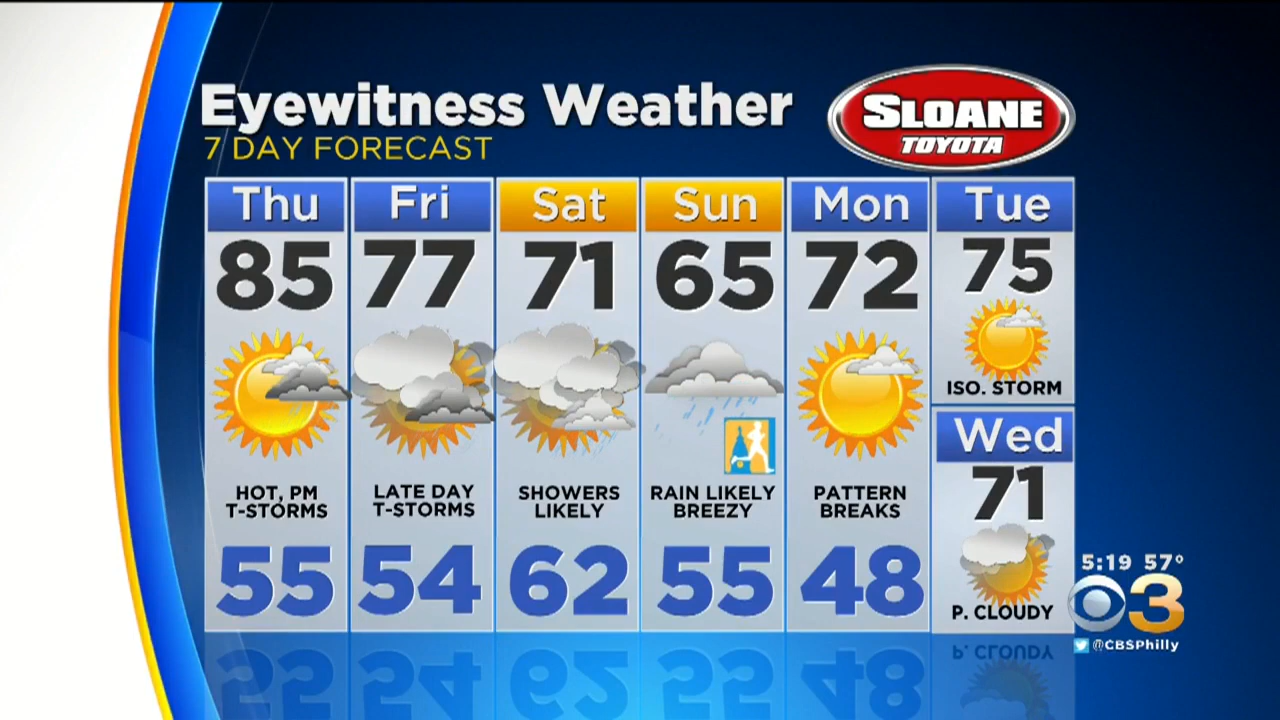 Eyewitness Weather
7 DAY FORECAST
SLOANE
TOYOTA
Thu
85
HOT, PM
T-STORMS
55
Fri
77
LATE DAY
T-STORMS
54
Sat
71
SHOWERS
LIKELY
62
Sun
65
RAIN LIKELY
BREEZY
55
Mon
72
PATTERN
BREAKS
48
Tue
75
ISO. STORM
Wed
71
P. CLOUDY
5:19 57°
3
@CBSPhilly